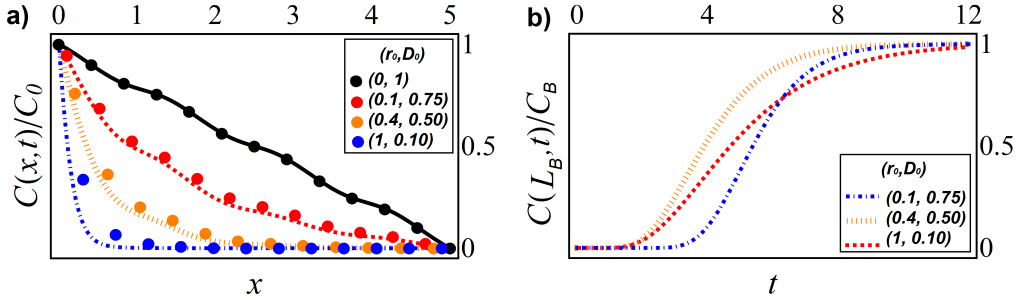 a)
0 1 2 3 4 5
C(x,t)/C₀
(r₀,D₀)
(0, 1)
(0.1, 0.75)
(0.4, 0.50)
(1, 0.10)
1
0.5
0
x
b)
0 4 8 12
C(L_B,t)/C_B
1
0.5
0
(r₀,D₀)
(0.1, 0.75)
(0.4, 0.50)
(1, 0.10)
t